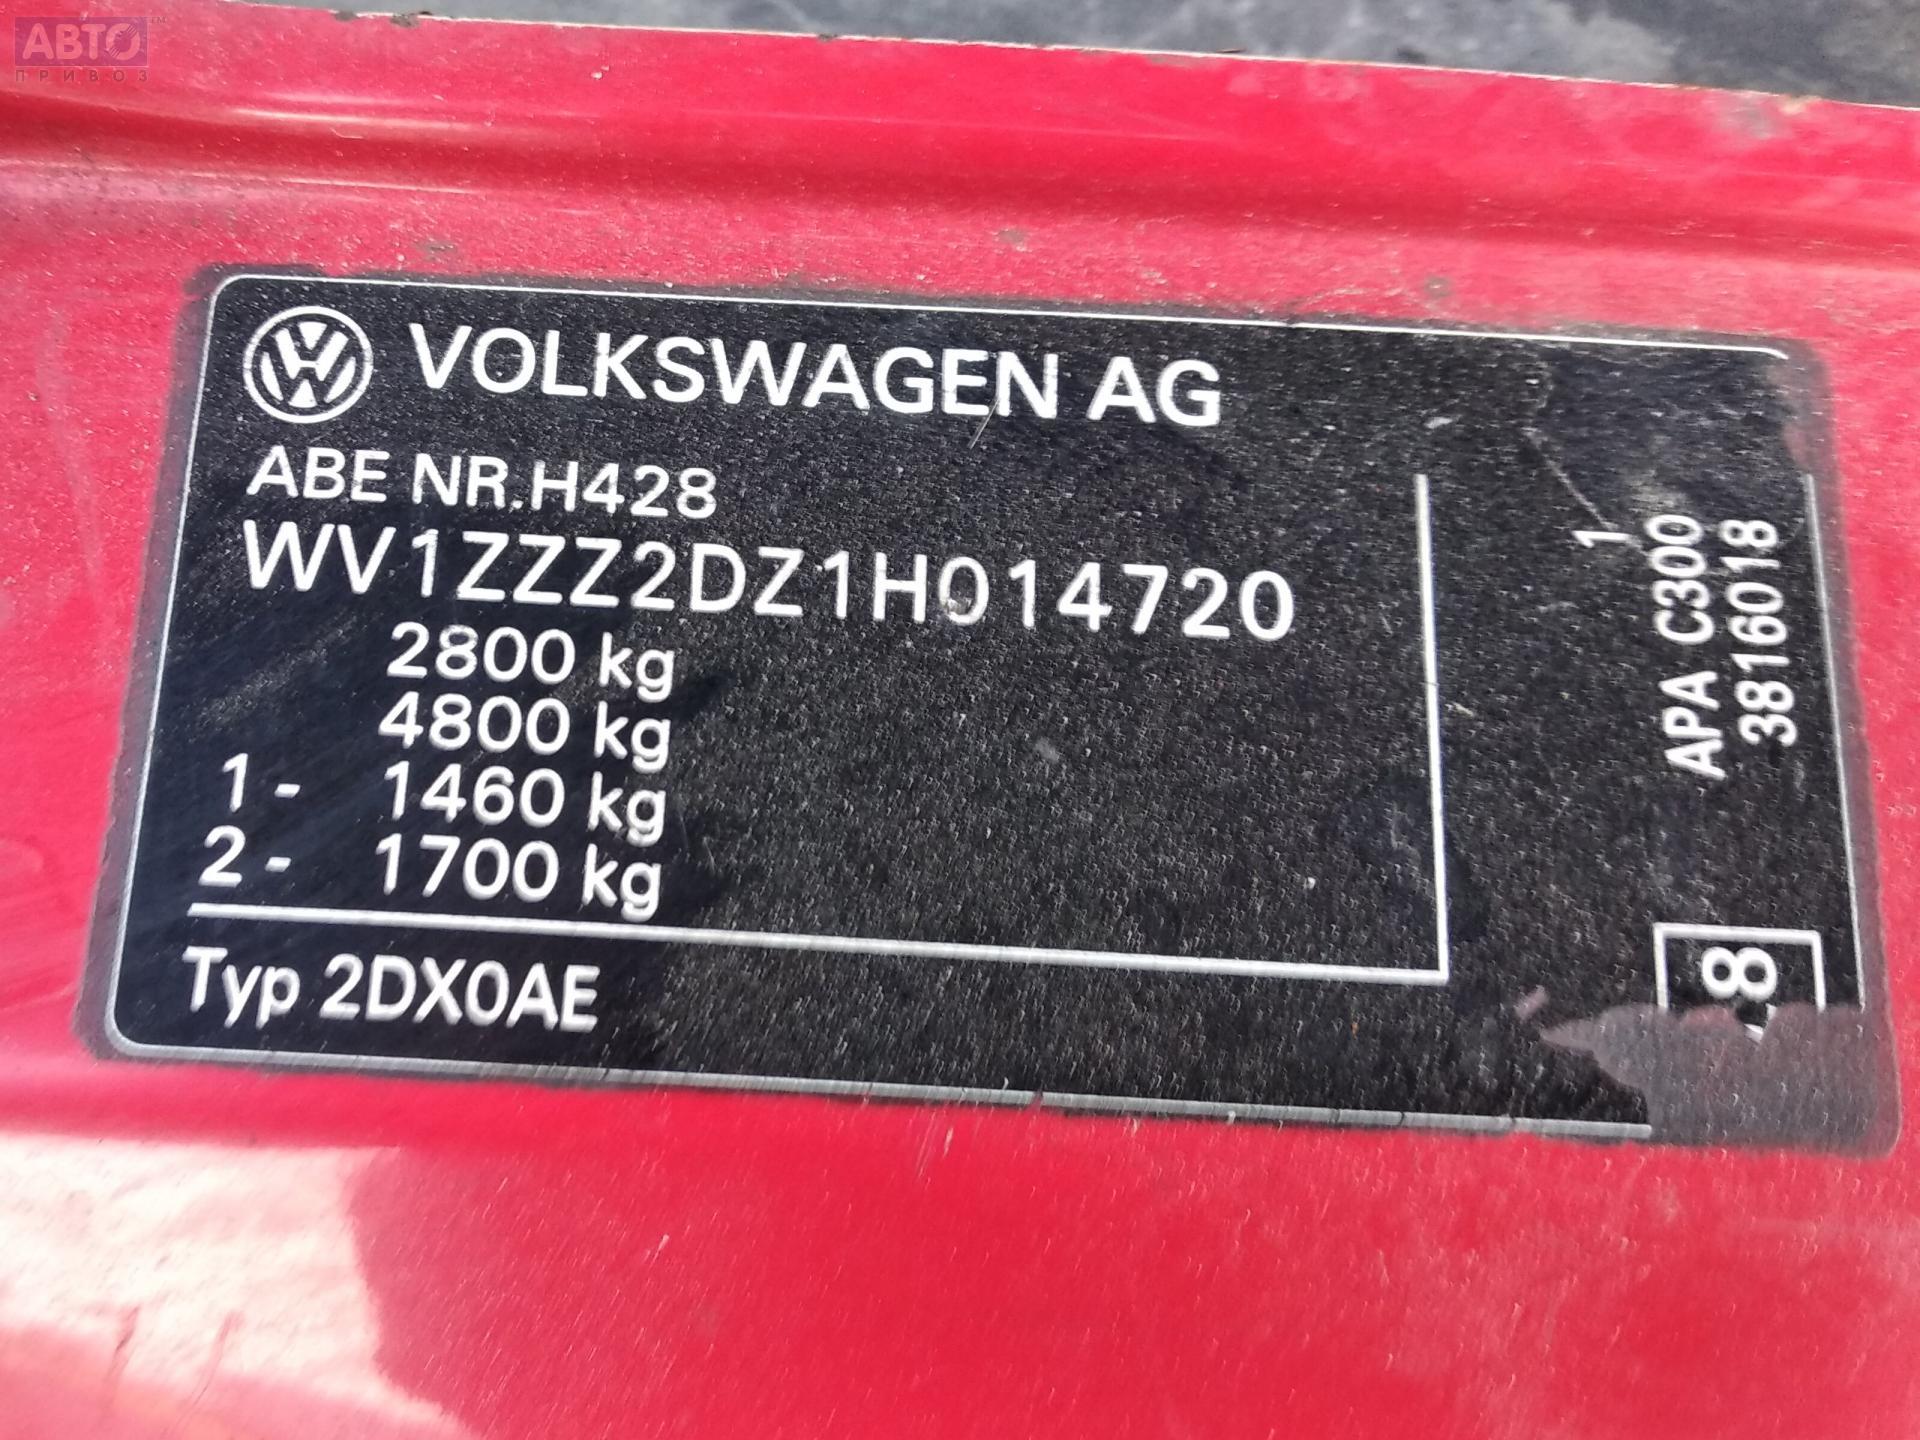 АВТО
ПРИВОЗ
VOLKSWAGEN AG
ABE NR.H428
WV1ZZZ2DZ1H014720
2800 kg
4800 kg
1- 1460 kg
2- 1700 kg
Typ 2DX0AE
1
APA C300
3816018